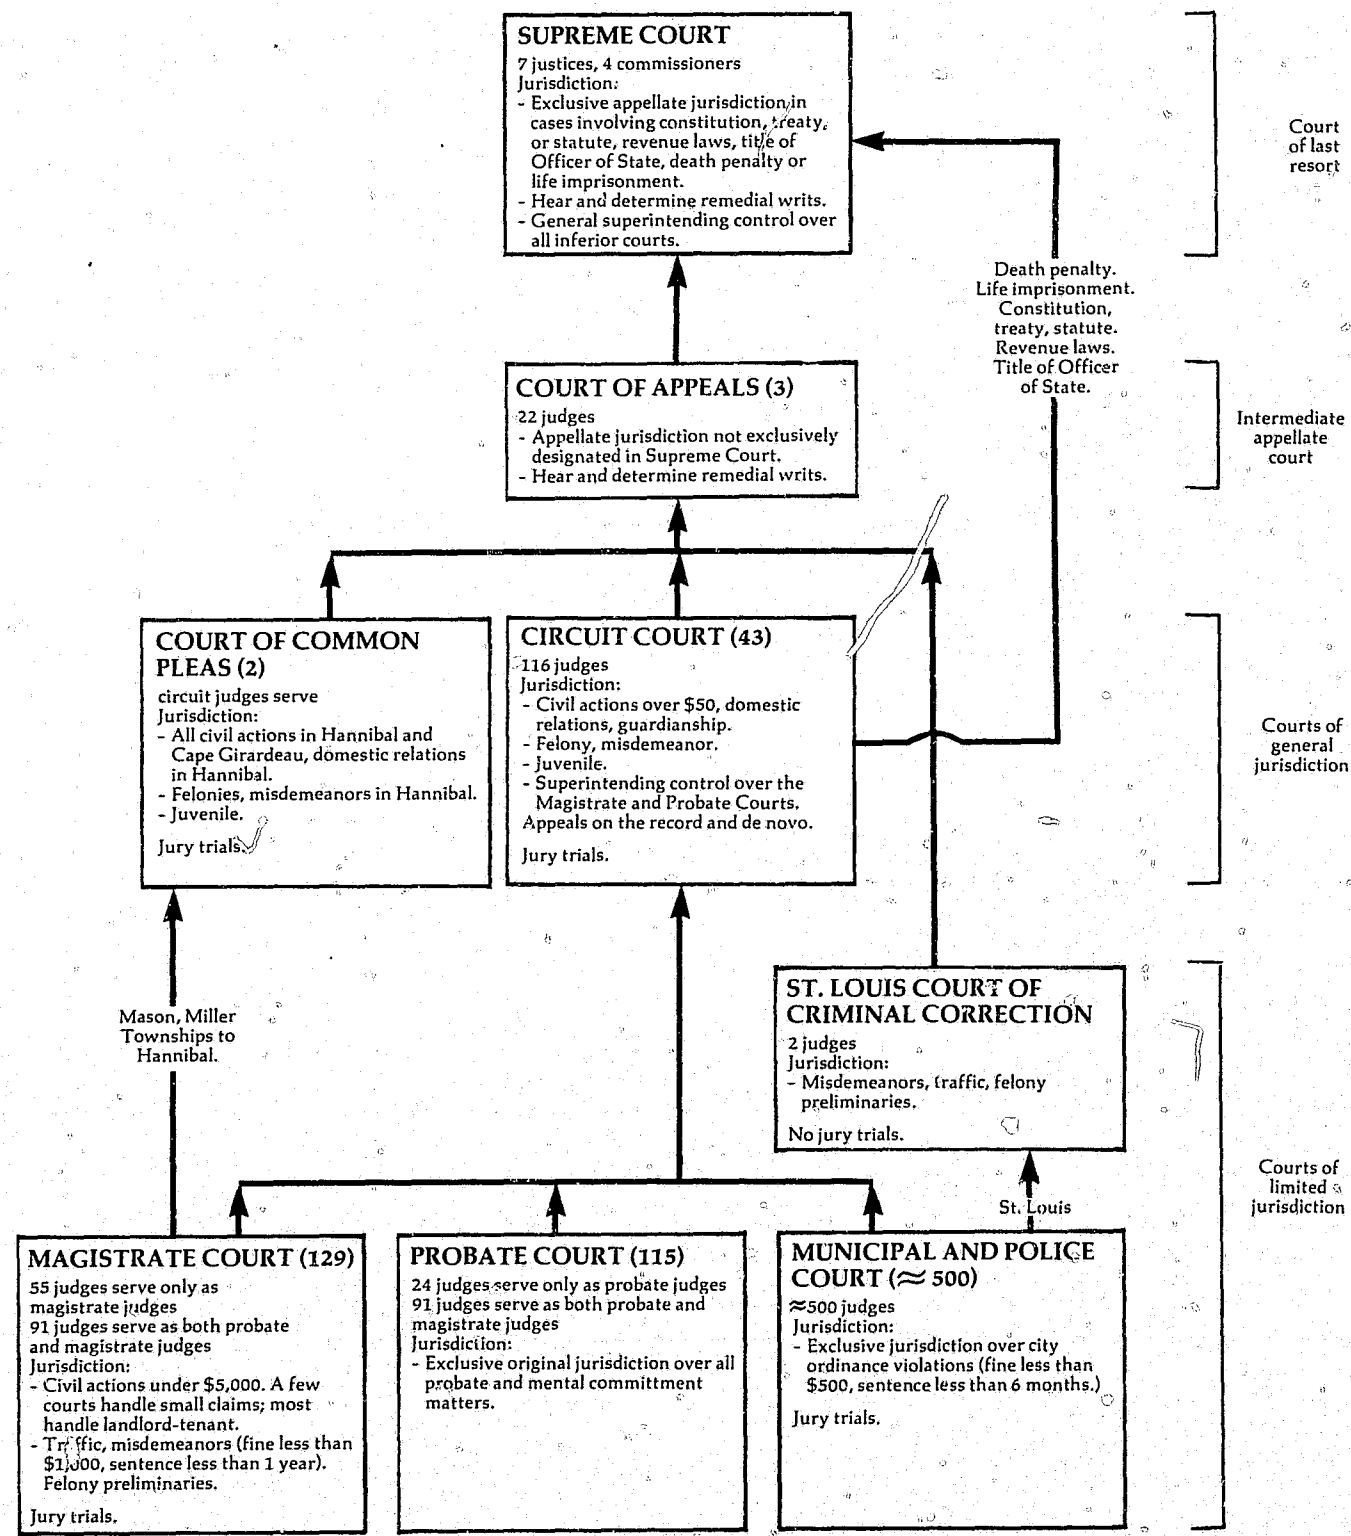 SUPREME COURT
7 justices, 4 commissioners
Jurisdiction:
- Exclusive appellate jurisdiction in
cases involving constitution, treaty,
or statute, revenue laws, title of
Officer of State, death penalty or
life imprisonment.
- Hear and determine remedial writs.
- General superintending control over
all inferior courts.
Court
of last
resort
Death penalty.
Life imprisonment.
Constitution,
treaty, statute.
Revenue laws.
Title of Officer
of State.
COURT OF APPEALS (3)
22 judges
- Appellate jurisdiction not exclusively
designated in Supreme Court.
- Hear and determine remedial writs.
Intermediate
appellate
court
COURT OF COMMON
PLEAS (2)
circuit judges serve
Jurisdiction:
- All civil actions in Hannibal and
Cape Girardeau, domestic relations
in Hannibal.
- Felonies, misdemeanors in Hannibal.
- Juvenile.
Jury trials.
CIRCUIT COURT (43)
116 judges
Jurisdiction:
- Civil actions over $50, domestic
relations, guardianship.
- Felony, misdemeanor.
- Juvenile.
- Superintending control over the
Magistrate and Probate Courts.
Appeals on the record and de novo.
Jury trials.
Courts of
general
jurisdiction
Mason, Miller
Townships to
Hannibal.
ST. LOUIS COURT OF
CRIMINAL CORRECTION
2 judges
Jurisdiction:
- Misdemeanors, traffic, felony
preliminaries.
No jury trials.
St. Louis
Courts of
limited
jurisdiction
MAGISTRATE COURT (129)
55 judges serve only as
magistrate judges
91 judges serve as both probate
and magistrate judges
Jurisdiction:
- Civil actions under $5,000. A few
courts handle small claims; most
handle landlord-tenant.
- Traffic, misdemeanors (fine less than
$1,000, sentence less than 1 year).
Felony preliminaries.
Jury trials.
PROBATE COURT (115)
24 judges serve only as probate judges
91 judges serve as both probate and
magistrate judges
Jurisdiction:
- Exclusive original jurisdiction over all
probate and mental committment
matters.
MUNICIPAL AND POLICE
COURT (≈ 500)
≈500 judges
Jurisdiction:
- Exclusive jurisdiction over city
ordinance violations (fine less than
$500, sentence less than 6 months.)
Jury trials.